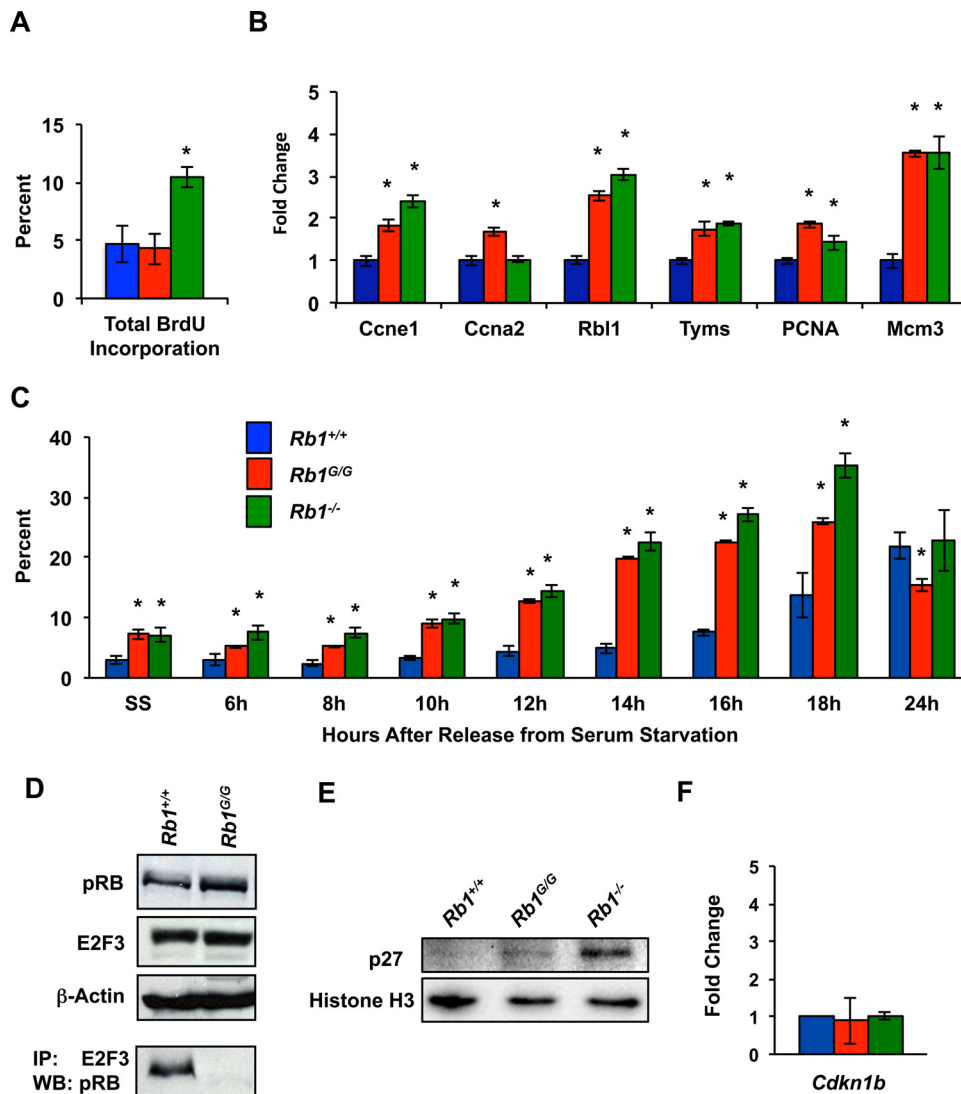 A
B
15
10
5
0
Percent
*
Total BrdU
Incorporation
5
4
3
2
1
0
Fold Change
* *
*
* *
* *
* *
* *
Ccne1 Ccna2 Rbl1 Tyms PCNA Mcm3
C
Rb1+/+
Rb1G/G
Rb1-/-
40
30
20
10
0
Percent
* *
* *
* *
* *
* *
* *
* *
* *
*
SS 6h 8h 10h 12h 14h 16h 18h 24h
Hours After Release from Serum Starvation
D
Rb1+/+ Rb1G/G
pRB
E2F3
β-Actin
IP: E2F3
WB: pRB
E
Rb1+/+ Rb1G/G Rb1-/-
p27
Histone H3
F
5
4
3
2
1
0
Fold Change
Cdkn1b